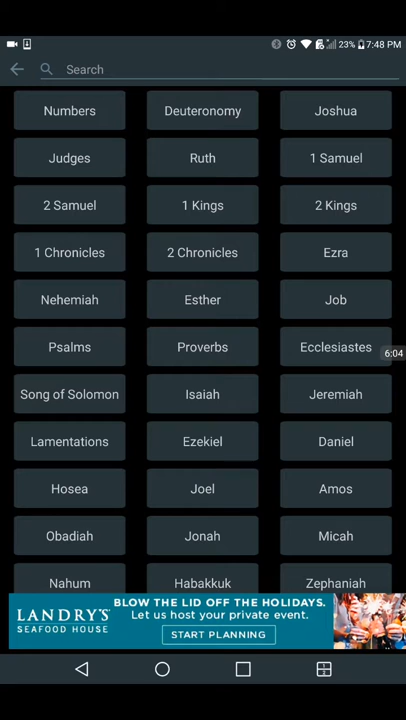 23% 7:48 PM
Search
Numbers Deuteronomy Joshua
Judges Ruth 1 Samuel
2 Samuel 1 Kings 2 Kings
1 Chronicles 2 Chronicles Ezra
Nehemiah Esther Job
Psalms Proverbs Ecclesiastes
6:04
Song of Solomon Isaiah Jeremiah
Lamentations Ezekiel Daniel
Hosea Joel Amos
Obadiah Jonah Micah
Nahum Habakkuk Zephaniah
LANDRY'S
SEAFOOD HOUSE
BLOW THE LID OFF THE HOLIDAYS.
Let us host your private event.
START PLANNING